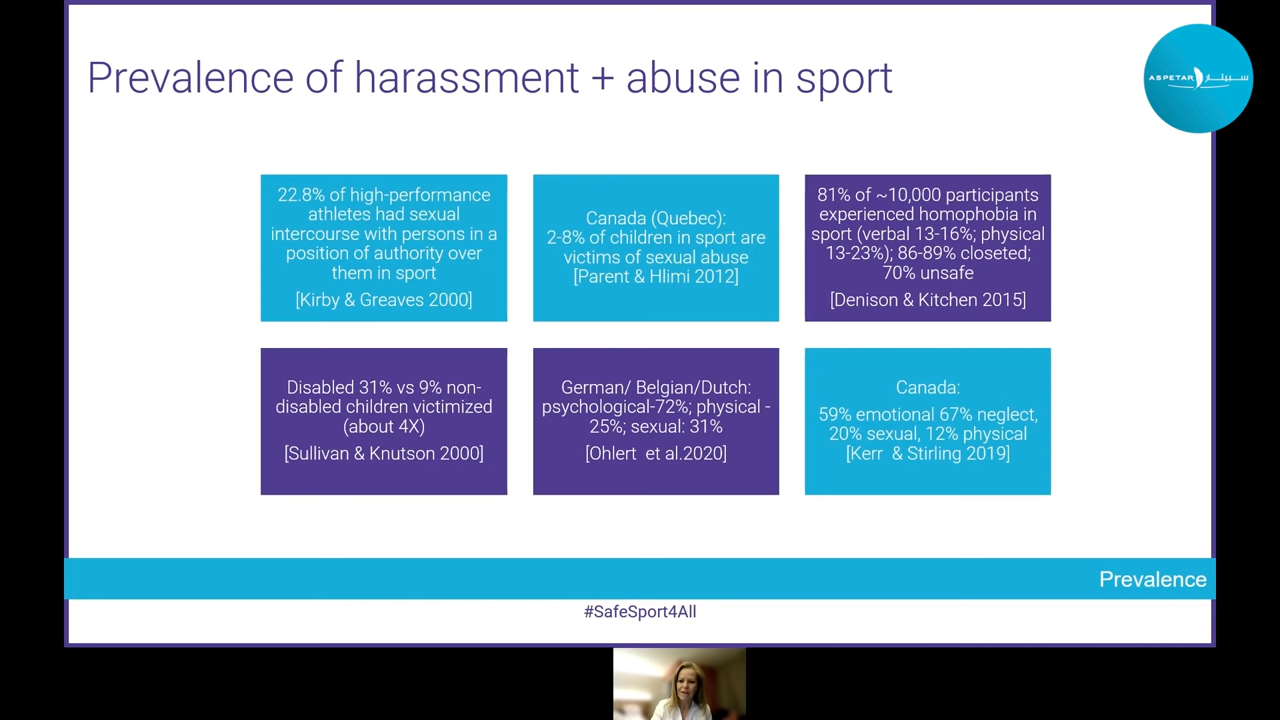 Prevalence of harassment + abuse in sport
ASPETAR سبيتار
22.8% of high-performance
athletes had sexual
intercourse with persons in a
position of authority over
them in sport
[Kirby & Greaves 2000]
Canada (Quebec):
2-8% of children in sport are
victims of sexual abuse
[Parent & Hlimi 2012]
81% of ~10,000 participants
experienced homophobia in
sport (verbal 13-16%; physical
13-23%); 86-89% closeted;
70% unsafe
[Denison & Kitchen 2015]
Disabled 31% vs 9% non-
disabled children victimized
(about 4X)
[Sullivan & Knutson 2000]
German/ Belgian/Dutch:
psychological-72%; physical -
25%; sexual: 31%
[Ohlert et al.2020]
Canada:
59% emotional 67% neglect,
20% sexual, 12% physical
[Kerr & Stirling 2019]
Prevalence
#SafeSport4All